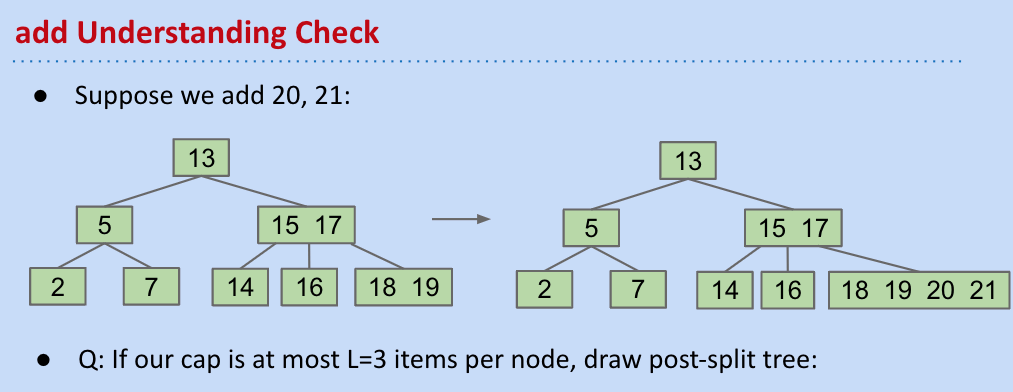 add Understanding Check
● Suppose we add 20, 21:
13 13
5 15 17 5 15 17
2 7 14 16 18 19 2 7 14 16 18 19 20 21
● Q: If our cap is at most L=3 items per node, draw post-split tree: